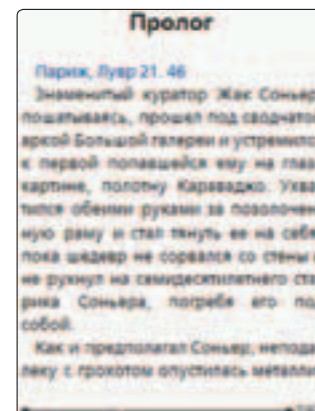 Пролог
Париж, Лувр 21. 46
Знаменитый куратор Жак Соньер
пошатываясь, прошел под сводчатой
аркой Большой галереи и устремился
к первой попавшейся ему на глаза
картине, полотну Караваджо. Ухва
тился обеими руками за позолочен
ную раму и стал тянуть ее на себя
пока шедевр не сорвался со стены и
не рухнул на семидесятилетнего ста
рика Соньера, погребя его под
собой.
Как и предполагал Соньер, непода
леку с грохотом опустилась металли